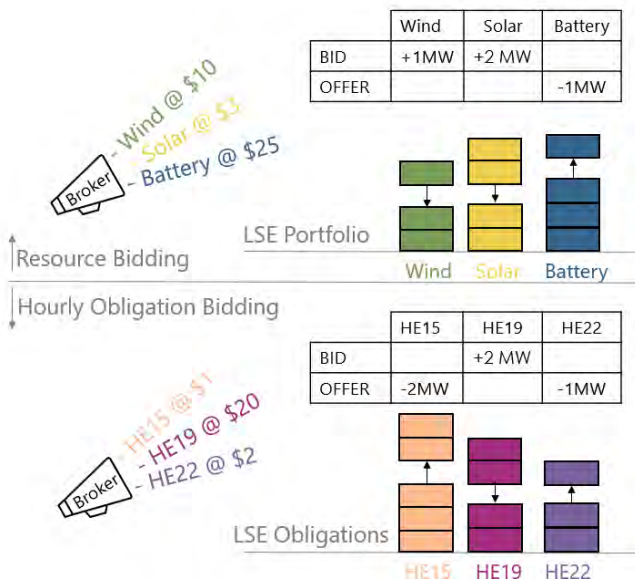 Wind Solar Battery
BID +1MW +2 MW
OFFER -1MW
- Wind @ $10
- Solar @ $3
- Battery @ $25
Broker
LSE Portfolio
Resource Bidding
Wind Solar Battery
Hourly Obligation Bidding
HE15 HE19 HE22
BID +2 MW
OFFER -2MW -1MW
- HE15 @ $1
- HE19 @ $20
- HE22 @ $2
Broker
LSE Obligations
HE15 HE19 HE22